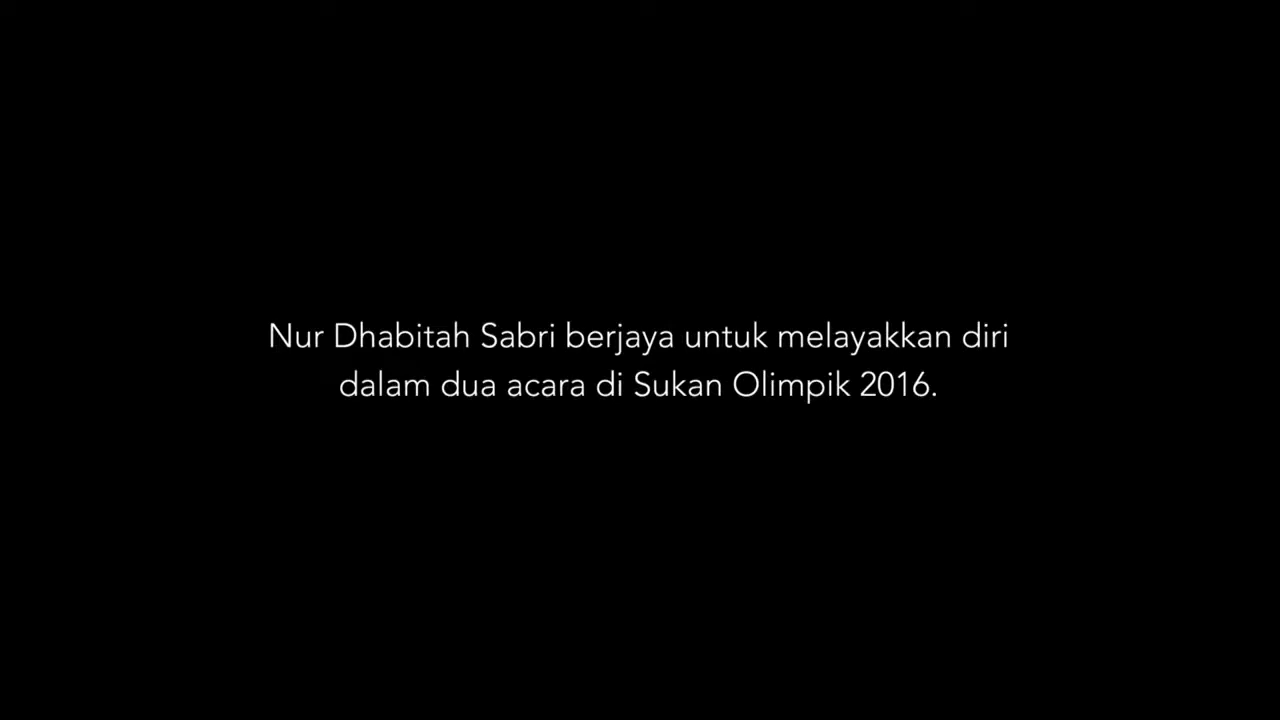 Nur Dhabitah Sabri berjaya untuk melayakkan diri
dalam dua acara di Sukan Olimpik 2016.